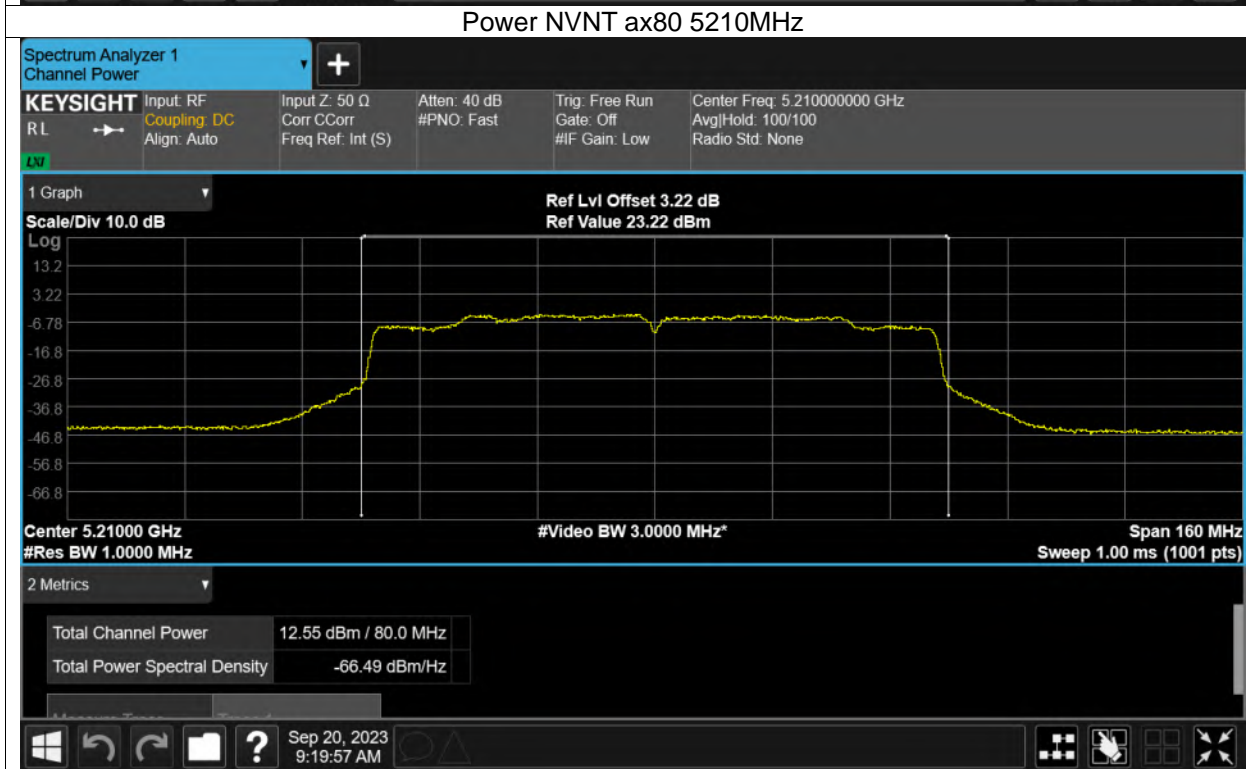 Power NVNT ax80 5210MHz
Spectrum Analyzer 1
Channel Power
KEYSIGHT
RL
LXI
Input: RF
Coupling: DC
Align: Auto
Input Z: 50 Ω
Corr CCorr
Freq Ref: Int (S)
Atten: 40 dB
#PNO: Fast
Trig: Free Run
Gate: Off
#IF Gain: Low
Center Freq: 5.210000000 GHz
Avg|Hold: 100/100
Radio Std: None
1 Graph
Scale/Div 10.0 dB
Ref Lvl Offset 3.22 dB
Ref Value 23.22 dBm
Log
13.2
3.22
-6.78
-16.8
-26.8
-36.8
-46.8
-56.8
-66.8
Center 5.21000 GHz
#Res BW 1.0000 MHz
#Video BW 3.0000 MHz*
Span 160 MHz
Sweep 1.00 ms (1001 pts)
2 Metrics
Total Channel Power 12.55 dBm / 80.0 MHz
Total Power Spectral Density -66.49 dBm/Hz
?
Sep 20, 2023
9:19:57 AM